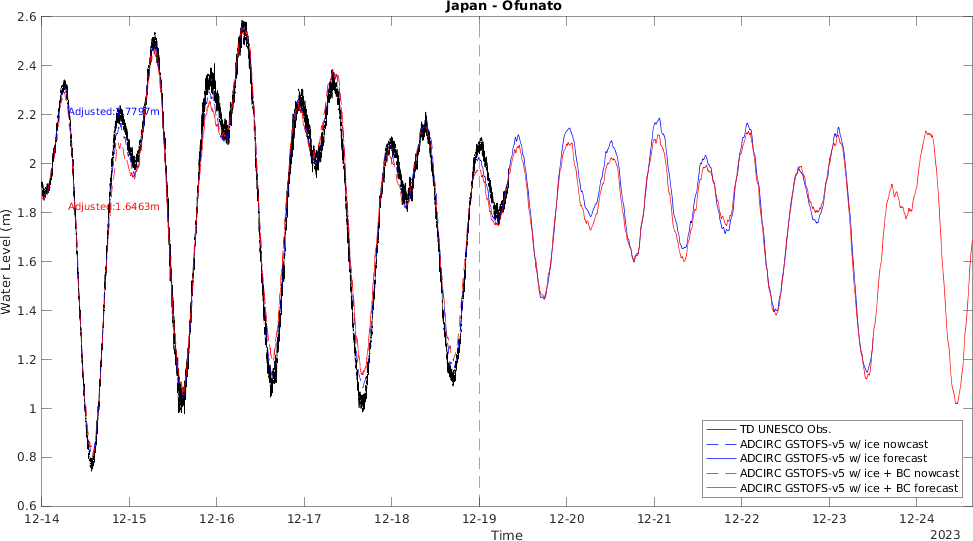 Japan - Ofunato
2.6
2.4
2.2
2
1.8
1.6
1.4
1.2
1
0.8
0.6
Water Level (m)
Adjusted:1.7797m
Adjusted:1.6463m
TD UNESCO Obs.
ADCIRC GSTOFS-v5 w/ ice nowcast
ADCIRC GSTOFS-v5 w/ ice forecast
ADCIRC GSTOFS-v5 w/ ice + BC nowcast
ADCIRC GSTOFS-v5 w/ ice + BC forecast
12-14 12-15 12-16 12-17 12-18 12-19 12-20 12-21 12-22 12-23 12-24
Time
2023